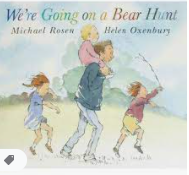 We're Going on a Bear Hunt
Michael Rosen Helen Oxenbury